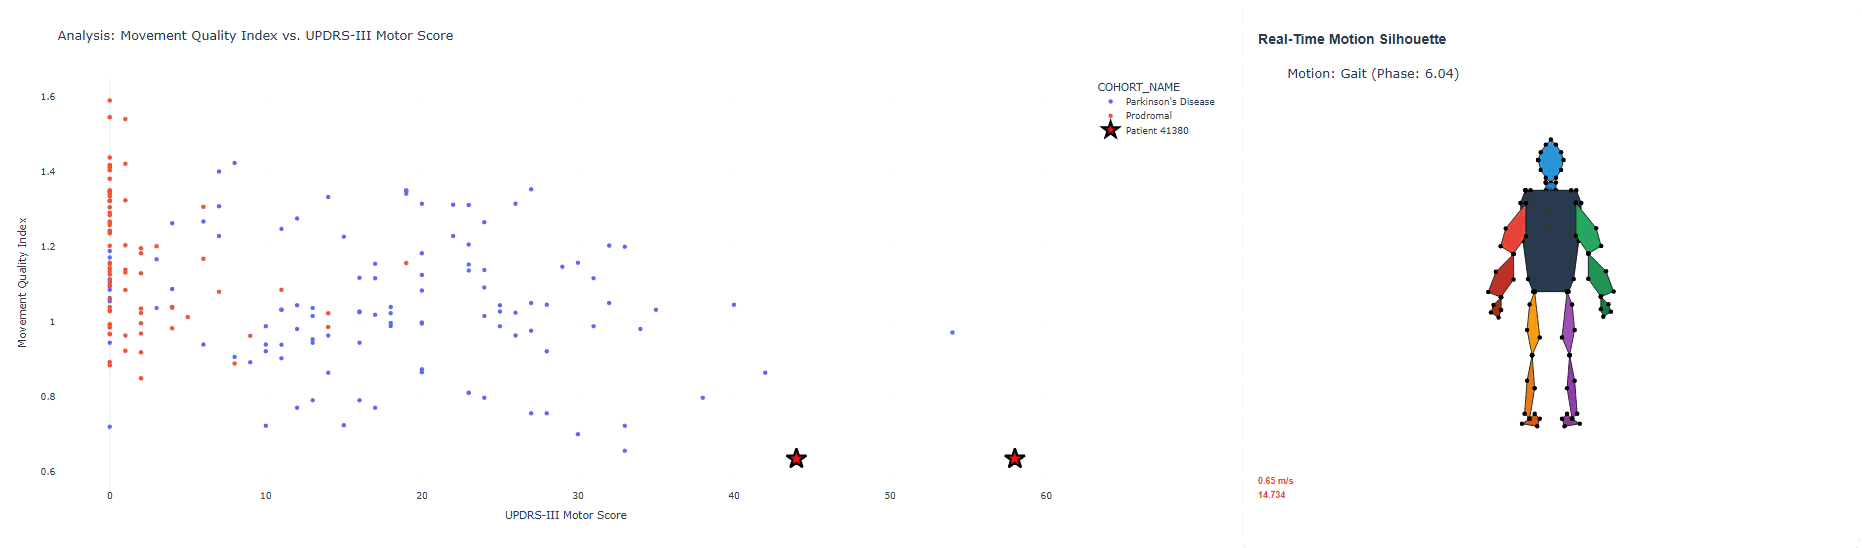 Analysis: Movement Quality Index vs. UPDRS-III Motor Score
COHORT_NAME
Parkinson's Disease
Prodromal
Patient 41380
Movement Quality Index
1.6
1.4
1.2
1
0.8
0.6
0
10
20
30
40
50
60
UPDRS-III Motor Score
Real-Time Motion Silhouette
Motion: Gait (Phase: 6.04)
0.65 m/s
14.734